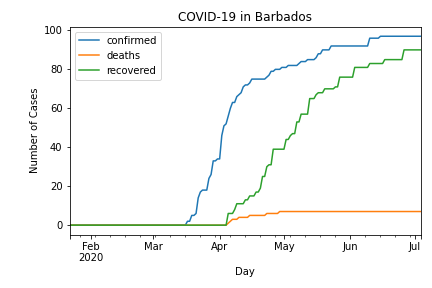 COVID-19 in Barbados
confirmed
deaths
recovered
Number of Cases
100
80
60
40
20
0
Feb
2020
Mar
Apr
May
Jun
Jul
Day